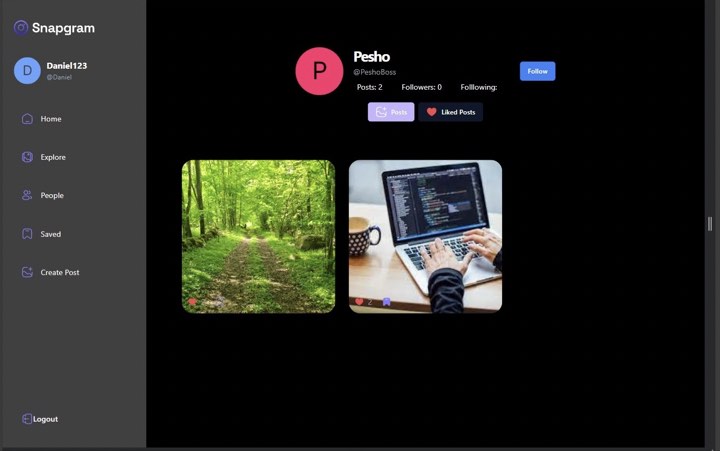 Snapgram
D
Daniel123
@Daniel
Home
Explore
People
Saved
Create Post
Logout
P
Pesho
@PeshoBoss
Posts: 2 Followers: 0 Folllowing:
Follow
Posts Liked Posts
2